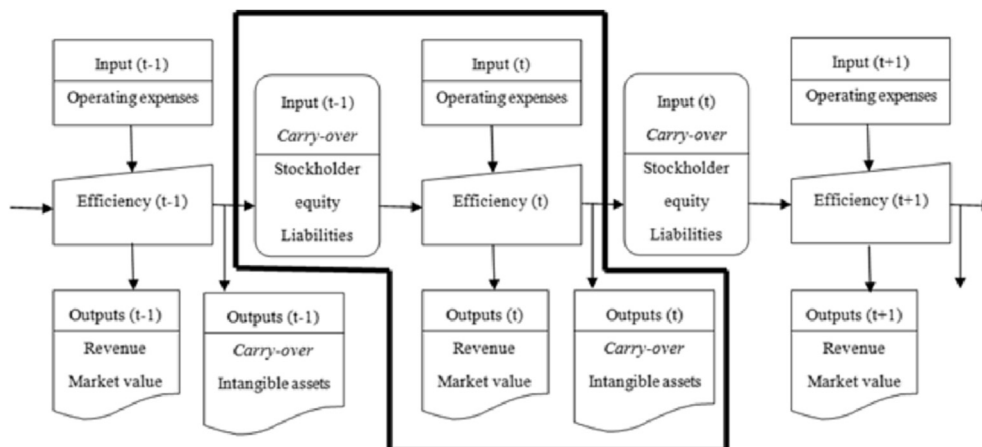 Input (t-1)
Operating expenses
Efficiency (t-1)
Outputs (t-1)
Revenue
Market value
Input (t-1)
Carry-over
Stockholder
equity
Liabilities
Outputs (t-1)
Carry-over
Intangible assets
Input (t)
Operating expenses
Efficiency (t)
Outputs (t)
Revenue
Market value
Input (t)
Carry-over
Stockholder
equity
Liabilities
Outputs (t)
Carry-over
Intangible assets
Input (t+1)
Operating expenses
Efficiency (t+1)
Outputs (t+1)
Revenue
Market value